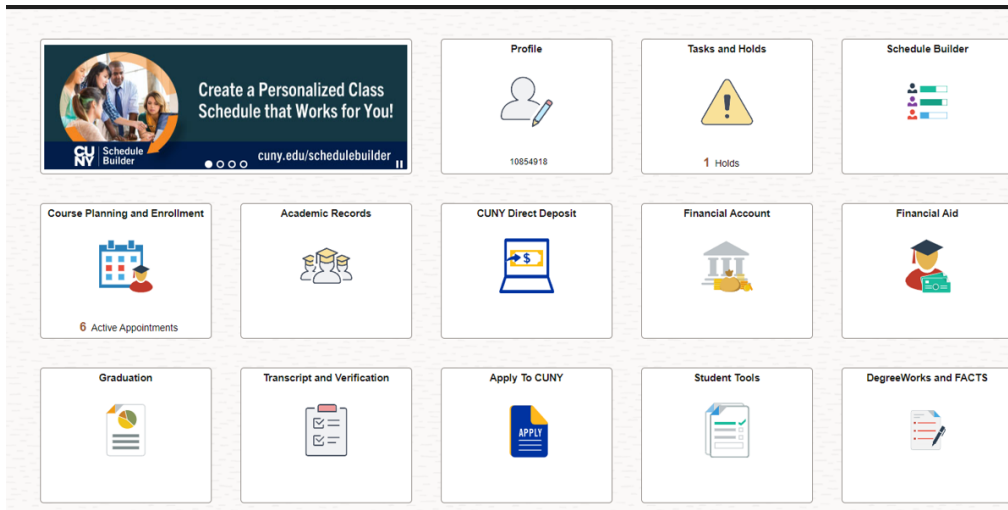 Create a Personalized Class
Schedule that Works for You!
CUNY
Schedule
Builder
cuny.edu/schedulebuilder
Profile
10854918
Tasks and Holds
1 Holds
Schedule Builder
Course Planning and Enrollment
6 Active Appointments
Academic Records
CUNY Direct Deposit
$
Financial Account
Financial Aid
Graduation
Transcript and Verification
Apply To CUNY
APPLY
Student Tools
DegreeWorks and FACTS